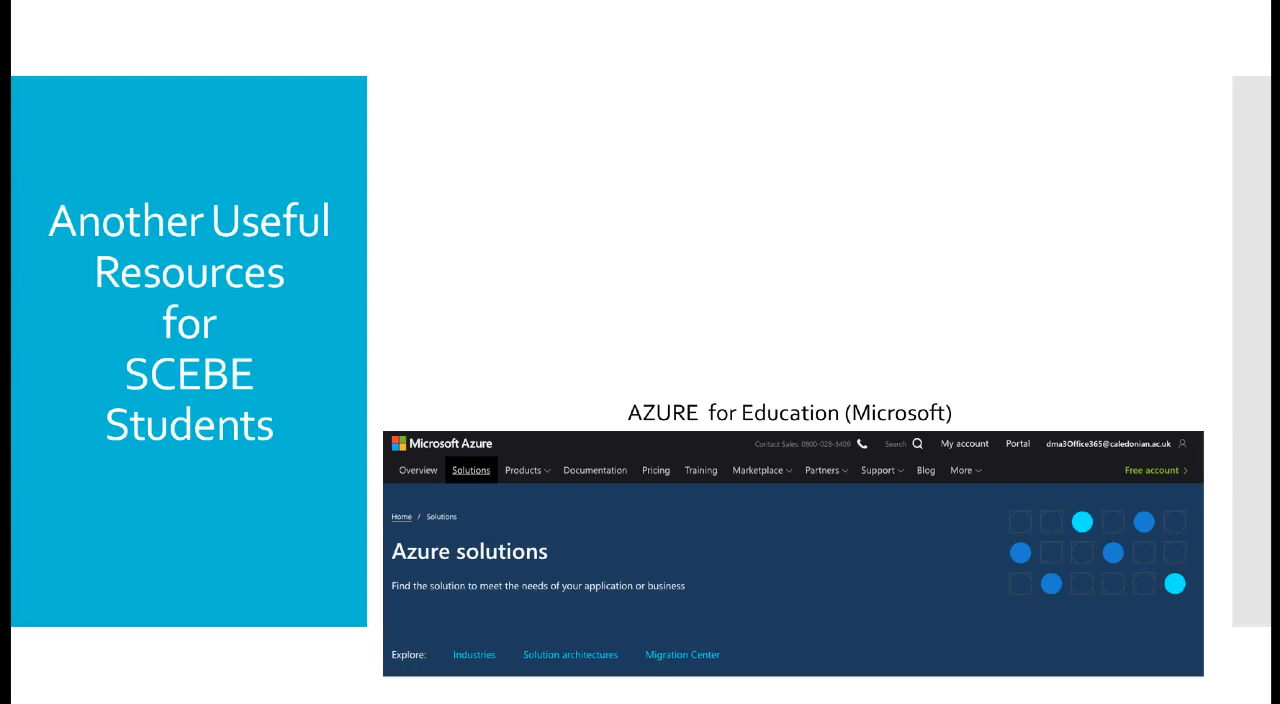 Another Useful
Resources
for
SCEBE
Students
AZURE for Education (Microsoft)
Microsoft Azure
Contact Sales: 0800-028-3409
Search
My account
Portal
dma3Office365@caledonian.ac.uk
Overview
Solutions
Products
Documentation
Pricing
Training
Marketplace
Partners
Support
Blog
More
Free account
Home / Solutions
Azure solutions
Find the solution to meet the needs of your application or business
Explore:
Industries
Solution architectures
Migration Center